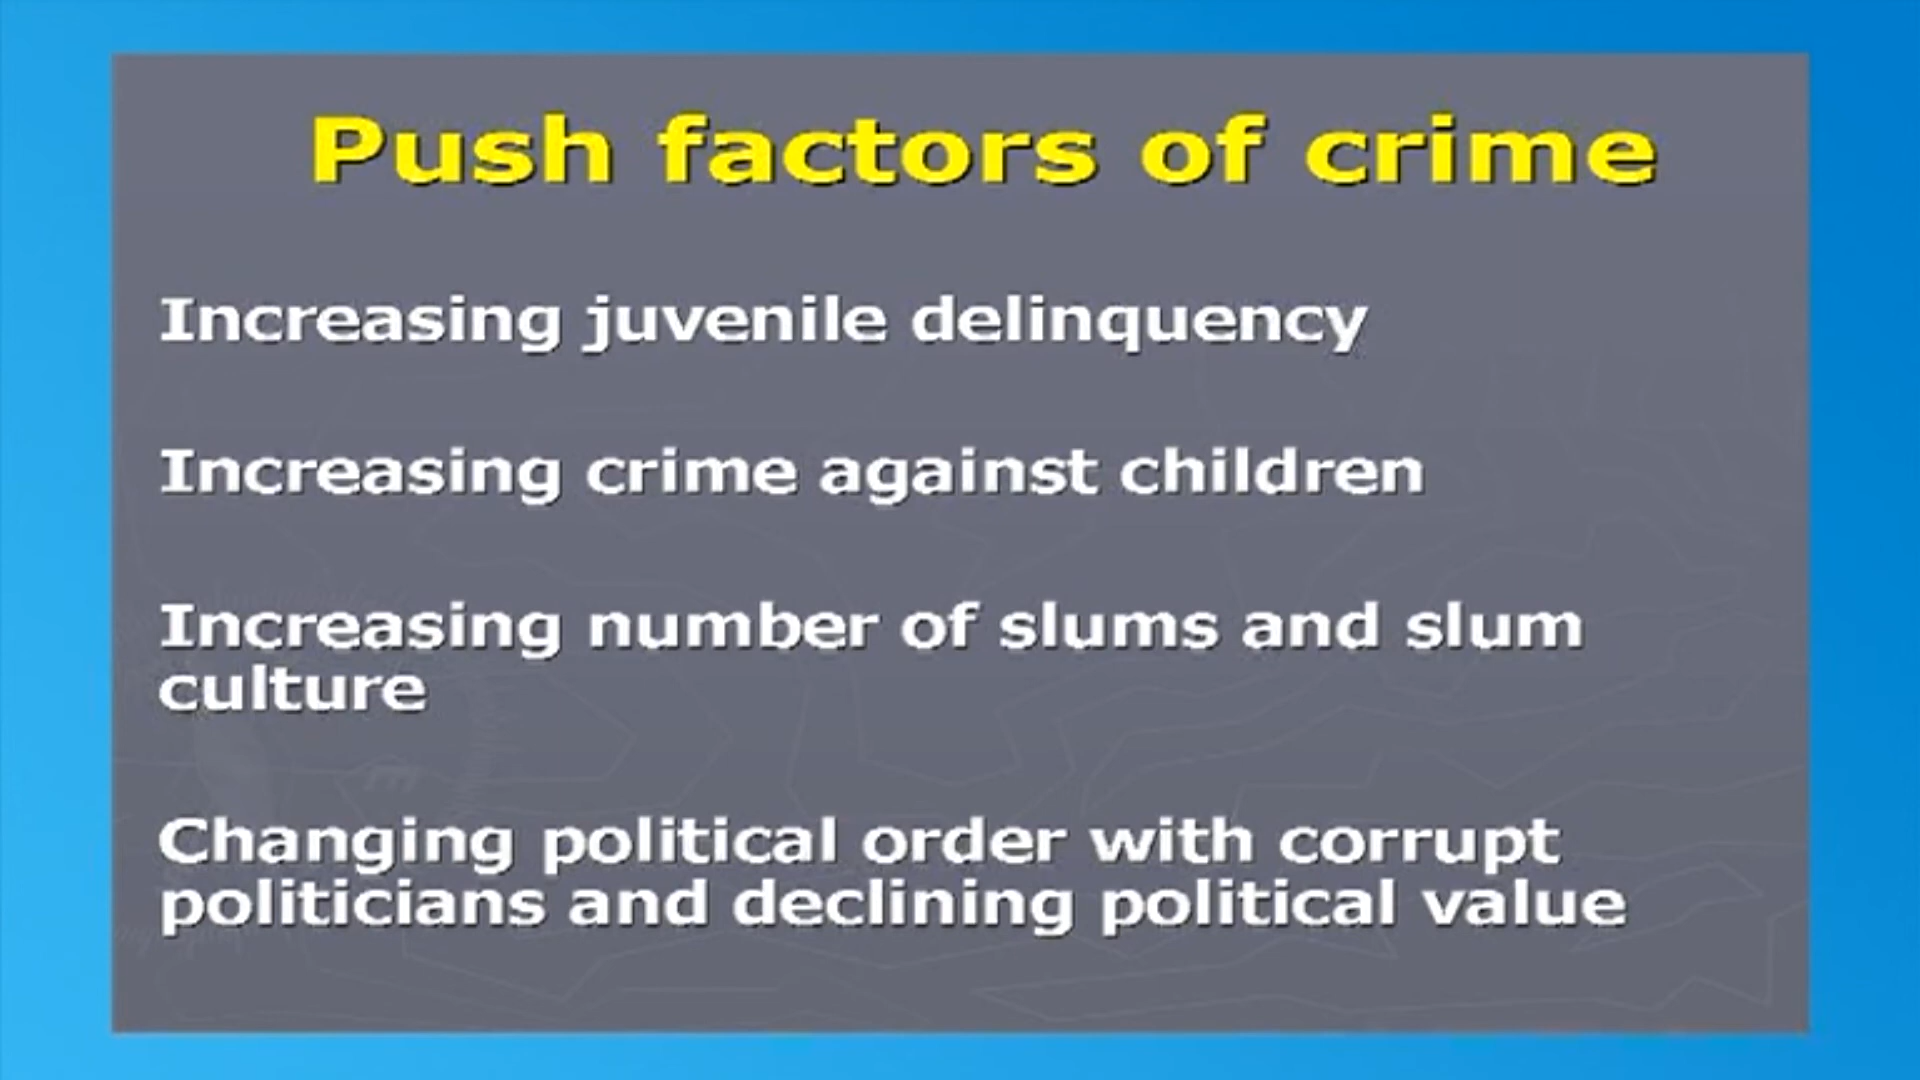 Push factors of crime
Increasing juvenile delinquency
Increasing crime against children
Increasing number of slums and slum
culture
Changing political order with corrupt
politicians and declining political value